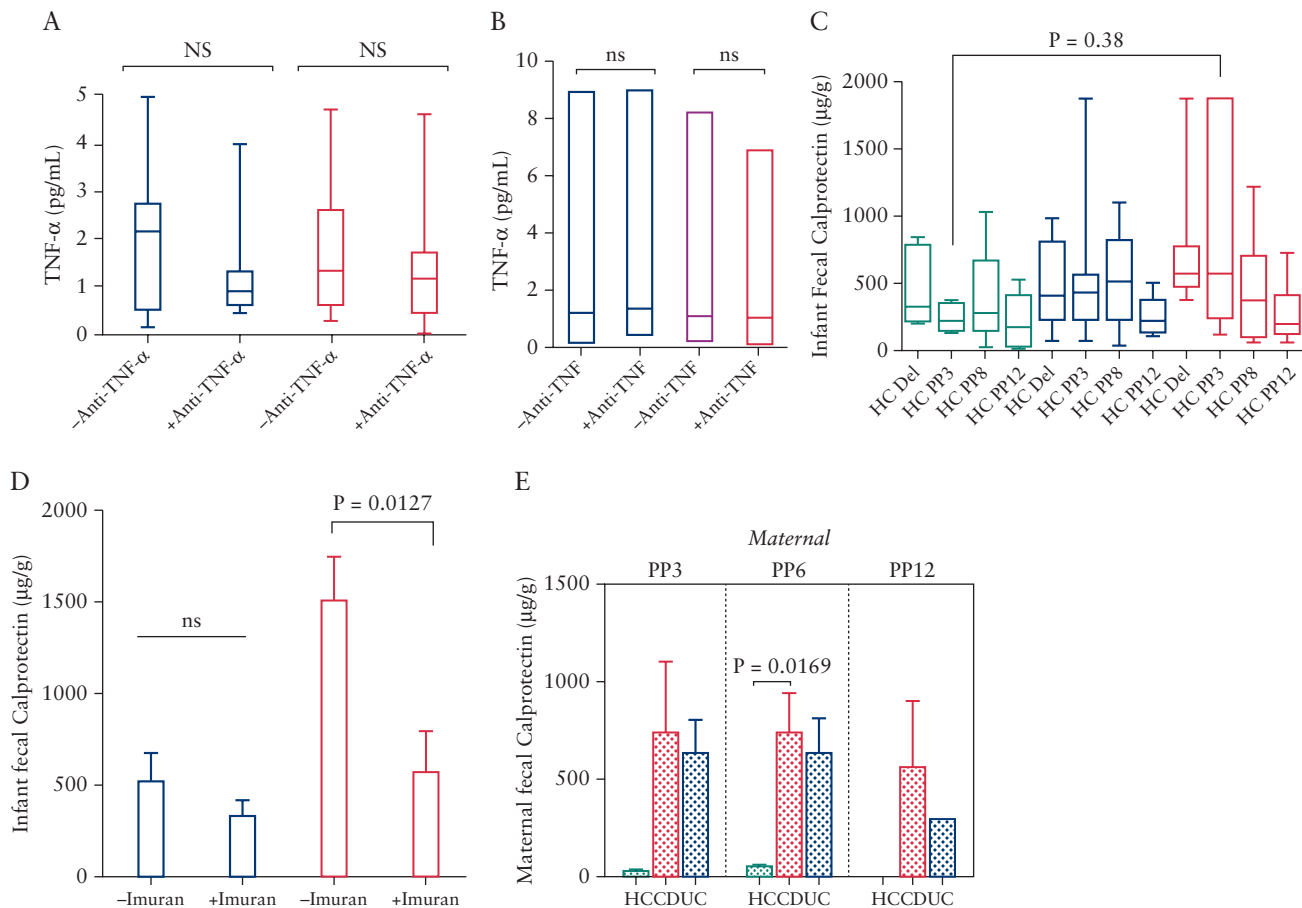 A
NS
NS
TNF-α (pg/mL)
5
4
3
2
1
0
–Anti-TNF-α
+Anti-TNF-α
–Anti-TNF-α
+Anti-TNF-α
B
ns
ns
TNF-α (pg/mL)
10
8
6
4
2
0
–Anti-TNF
+Anti-TNF
–Anti-TNF
+Anti-TNF
C
P = 0.38
Infant Fecal Calprotectin (µg/g)
2000
1500
1000
500
0
HC Del
HC PP3
HC PP8
HC PP12
HC Del
HC PP3
HC PP8
HC PP12
HC Del
HC PP3
HC PP8
HC PP12
D
P = 0.0127
ns
Infant fecal Calprotectin (µg/g)
2000
1500
1000
500
0
–Imuran
+Imuran
–Imuran
+Imuran
E
Maternal
PP3
PP6
PP12
P = 0.0169
Maternal fecal Calprotectin (µg/g)
1500
1000
500
0
HCCDUC
HCCDUC
HCCDUC